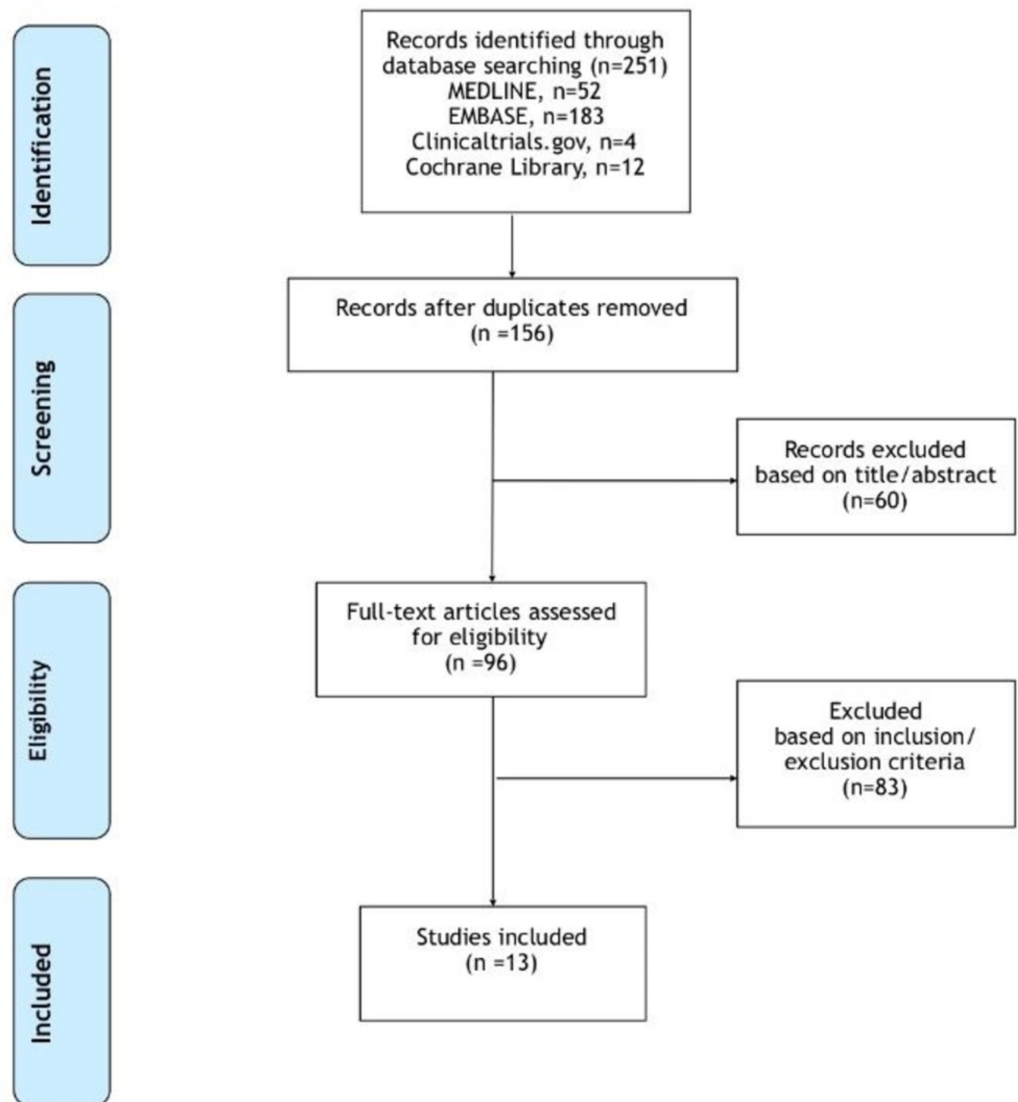 Identification
Records identified through
database searching (n=251)
MEDLINE, n=52
EMBASE, n=183
Clinicaltrials.gov, n=4
Cochrane Library, n=12
Screening
Records after duplicates removed
(n =156)
Records excluded
based on title/abstract
(n=60)
Eligibility
Full-text articles assessed
for eligibility
(n =96)
Excluded
based on inclusion/
exclusion criteria
(n=83)
Included
Studies included
(n =13)